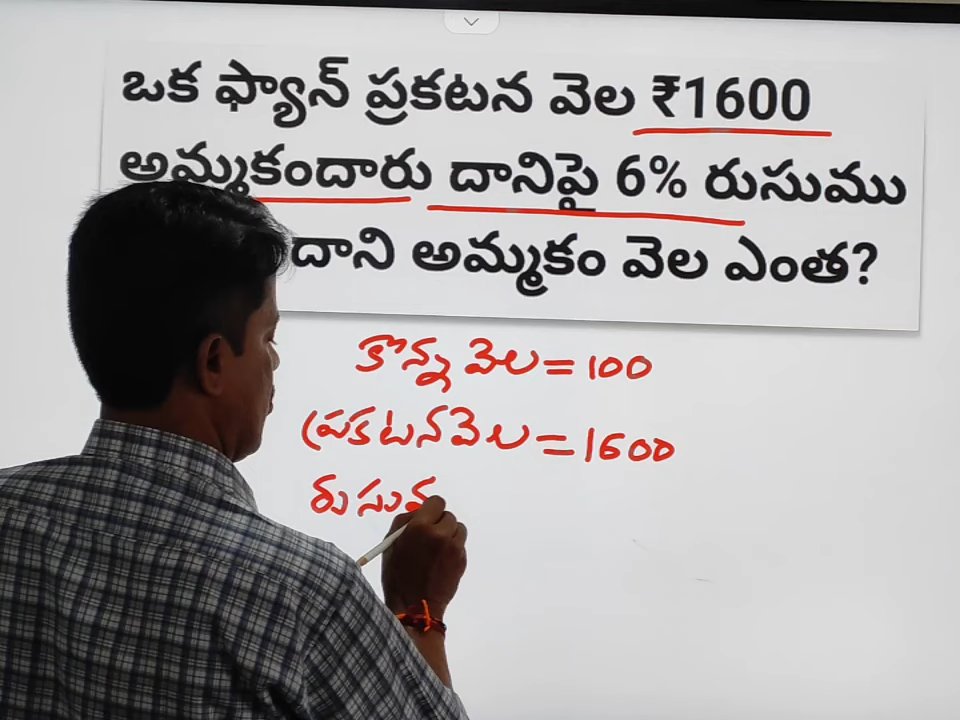 ఒక ఫ్యాన్ ప్రకటన వెల ₹1600
అమ్మకందారు దానిపై 6% రుసుము
దాని అమ్మకం వెల ఎంత?
కొన్న వెల = 100
ప్రకటన వెల = 1600
రుసుమ